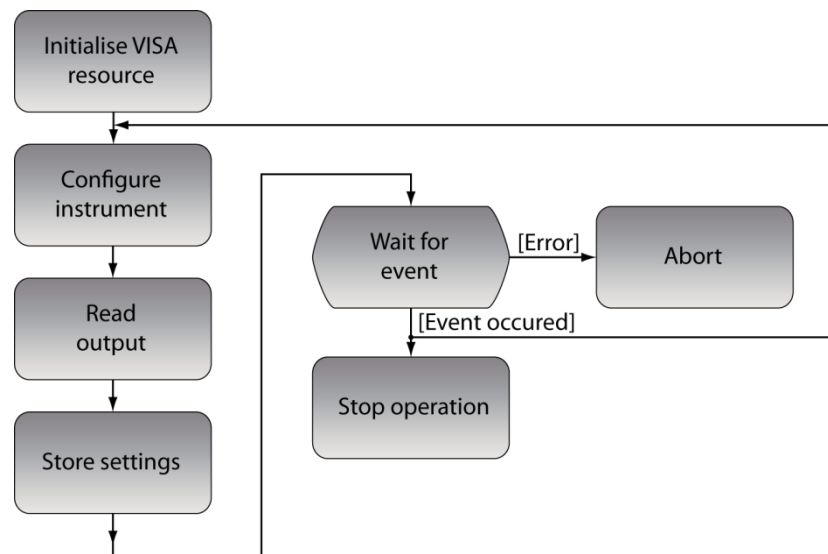 Initialise VISA
resource
Configure
instrument
Read
output
Store settings
Wait for
event
[Error]
Abort
[Event occured]
Stop operation